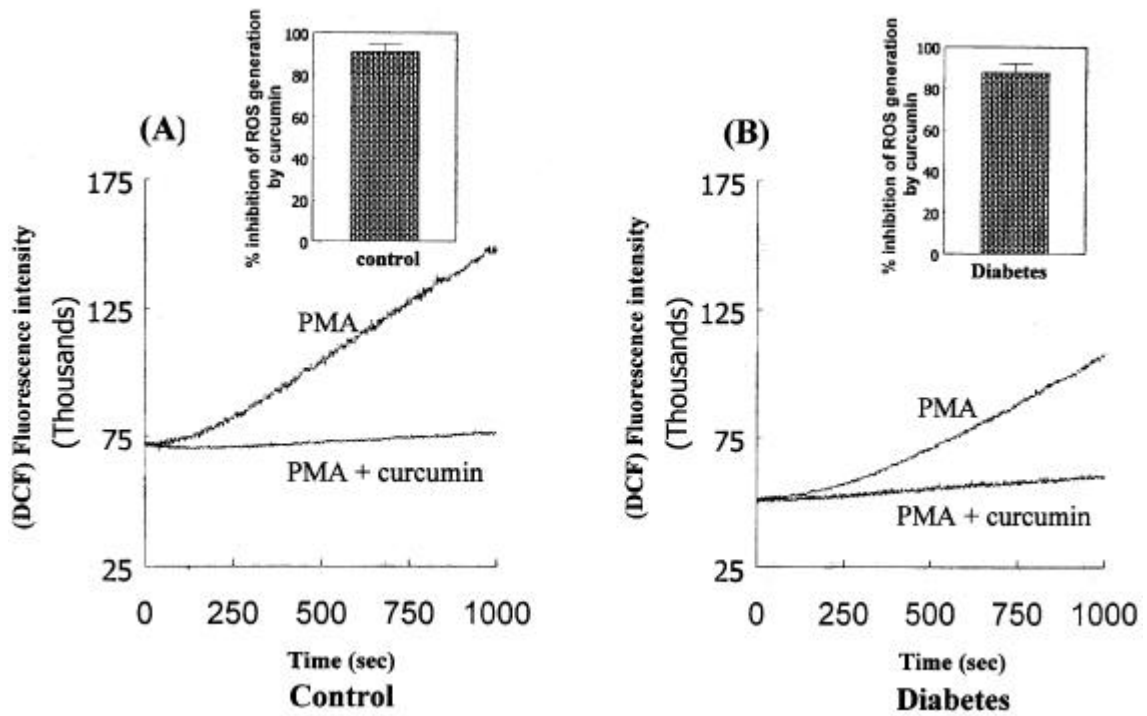 (A)
% inhibition of ROS generation
by curcumin
100
80
60
40
20
0
control
(DCF) Fluorescence intensity
(Thousands)
175
125
75
25
PMA
PMA + curcumin
0 250 500 750 1000
Time (sec)
Control
(B)
% inhibition of ROS generation
by curcumin
100
80
60
40
20
0
Diabetes
(DCF) Fluorescence intensity
(Thousands)
175
125
75
25
PMA
PMA + curcumin
0 250 500 750 1000
Time (sec)
Diabetes